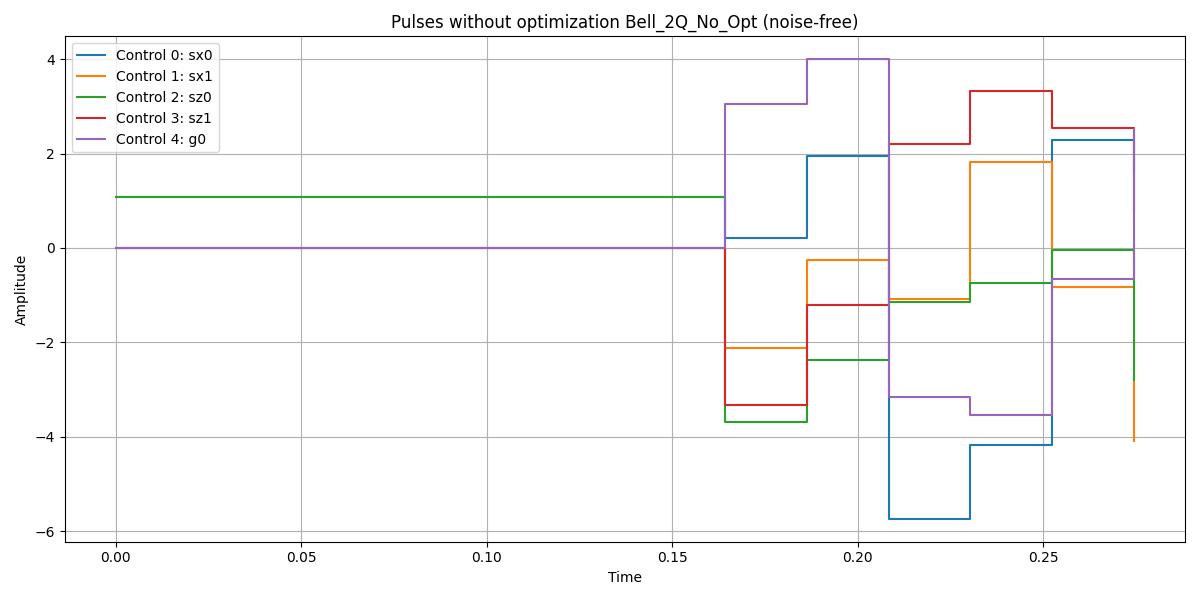 Pulses without optimization Bell_2Q_No_Opt (noise-free)
Control 0: sx0
Control 1: sx1
Control 2: sz0
Control 3: sz1
Control 4: g0
4
2
0
−2
−4
−6
Amplitude
0.00 0.05 0.10 0.15 0.20 0.25
Time